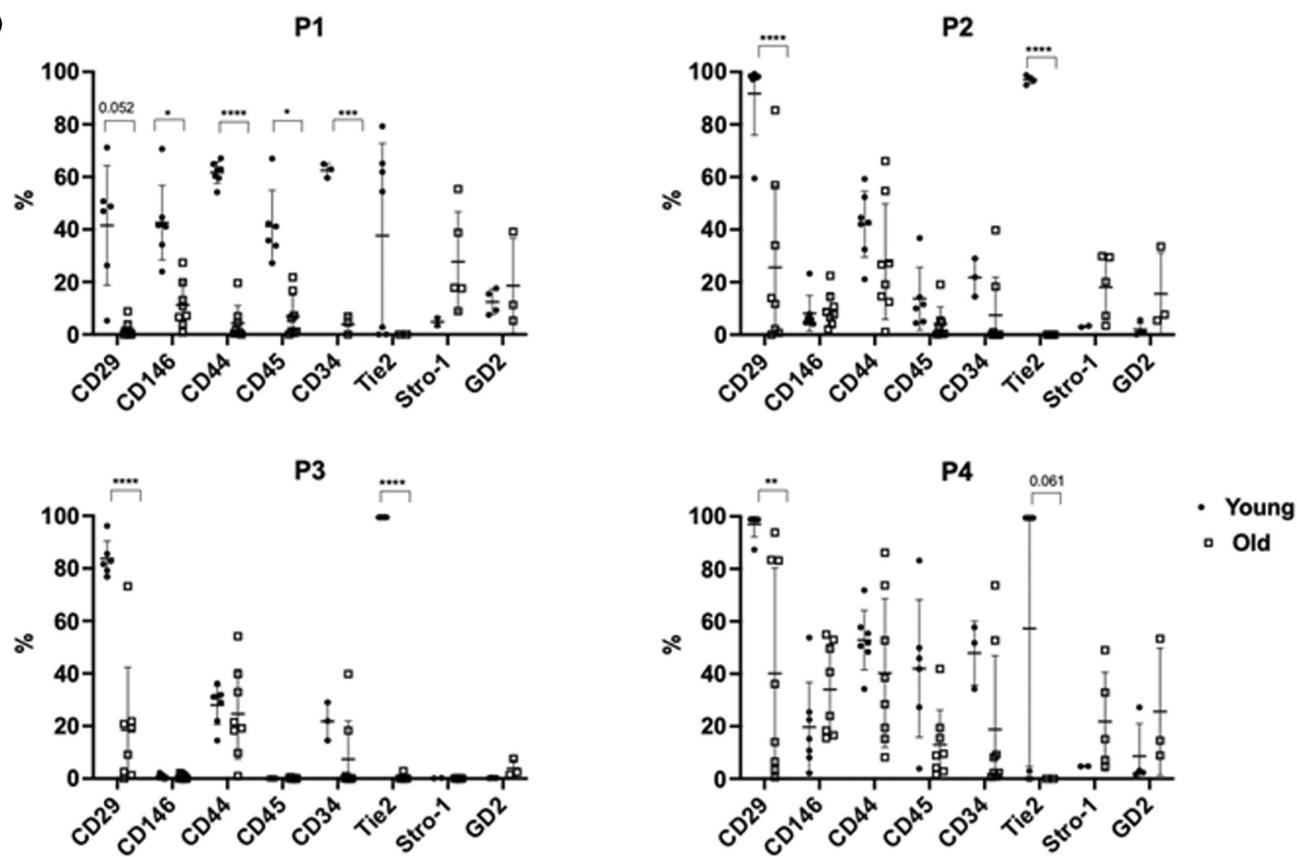 P1
100
80
60
40
20
0
%
0.052
*
****
*
***
CD29
CD146
CD44
CD45
CD34
Tie2
Stro-1
GD2
P2
100
80
60
40
20
0
%
****
****
CD29
CD146
CD44
CD45
CD34
Tie2
Stro-1
GD2
P3
100
80
60
40
20
0
%
****
****
CD29
CD146
CD44
CD45
CD34
Tie2
Stro-1
GD2
P4
100
80
60
40
20
0
%
**
0.061
CD29
CD146
CD44
CD45
CD34
Tie2
Stro-1
GD2
Young
Old